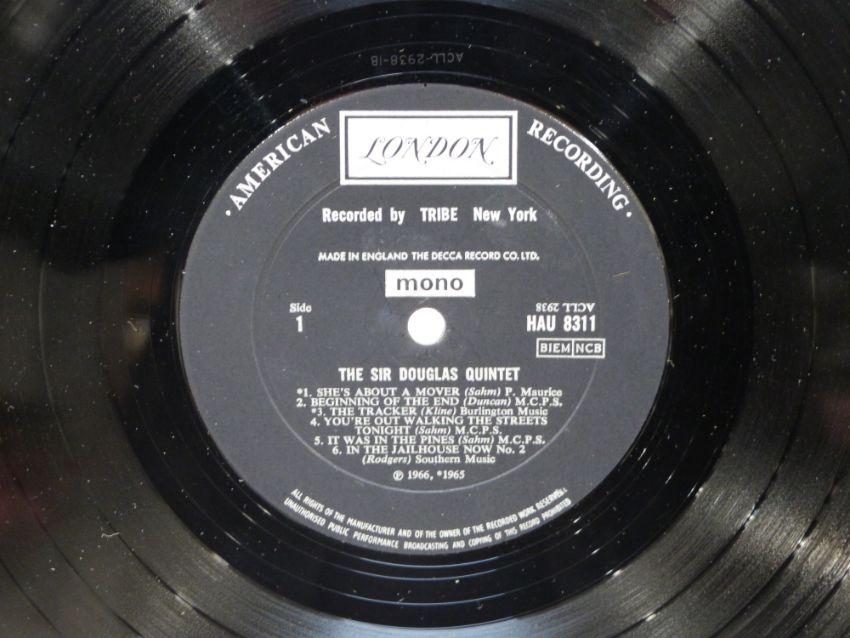 ACLL-2938-1B
· AMERICAN RECORDING ·
LONDON
Recorded by TRIBE New York
MADE IN ENGLAND THE DECCA RECORD CO. LTD.
mono
Side
1
ACLL 2938
HAU 8311
BIEM NCB
THE SIR DOUGLAS QUINTET
*1. SHE'S ABOUT A MOVER (Sahm) P. Maurice
2. BEGINNING OF THE END (Duncan) M.C.P.S.
*3. THE TRACKER (Kline) Burlington Music
4. YOU'RE OUT WALKING THE STREETS
TONIGHT (Sahm) M.C.P.S.
5. IT WAS IN THE PINES (Sahm) M.C.P.S.
6. IN THE JAILHOUSE NOW No. 2
(Rodgers) Southern Music
℗ 1966, *1965
ALL RIGHTS OF THE MANUFACTURER AND OF THE OWNER OF THE RECORDED WORK RESERVED.
UNAUTHORISED PUBLIC PERFORMANCE BROADCASTING AND COPYING OF THIS RECORD PROHIBITED